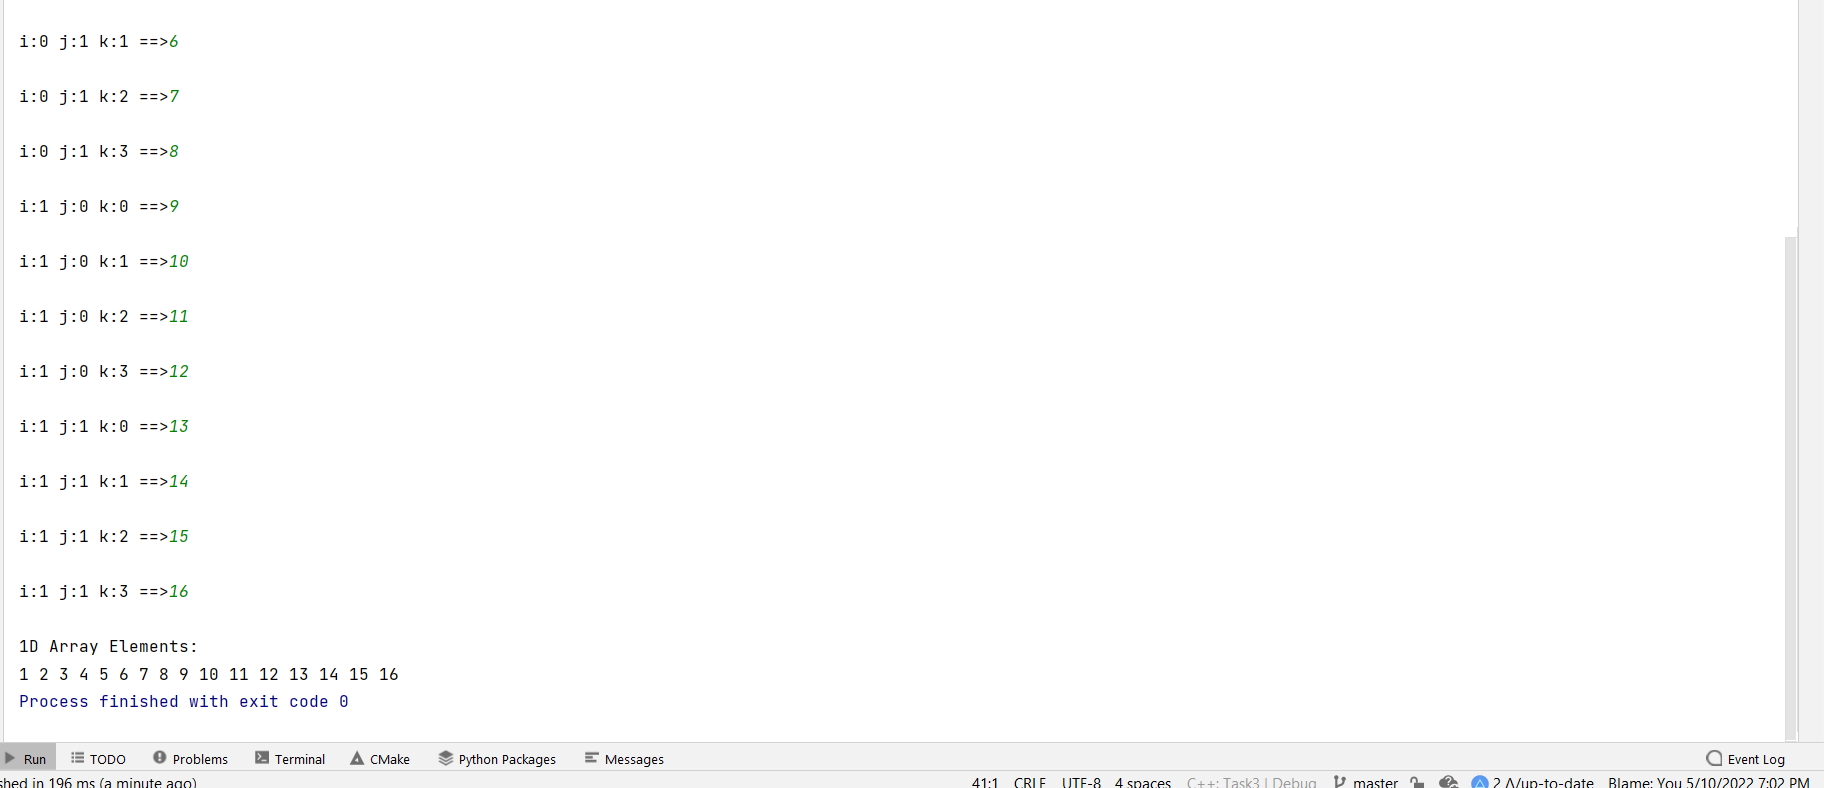 i:0 j:1 k:1 ==>6
i:0 j:1 k:2 ==>7
i:0 j:1 k:3 ==>8
i:1 j:0 k:0 ==>9
i:1 j:0 k:1 ==>10
i:1 j:0 k:2 ==>11
i:1 j:0 k:3 ==>12
i:1 j:1 k:0 ==>13
i:1 j:1 k:1 ==>14
i:1 j:1 k:2 ==>15
i:1 j:1 k:3 ==>16
1D Array Elements:
1 2 3 4 5 6 7 8 9 10 11 12 13 14 15 16
Process finished with exit code 0
Run TODO Problems Terminal CMake Python Packages Messages Event Log
shed in 196 ms (a minute ago) 41:1 CRLF UTF-8 4 spaces C++: Task3 | Debug master 2 Δ/up-to-date Blame: You 5/10/2022 7:02 PM